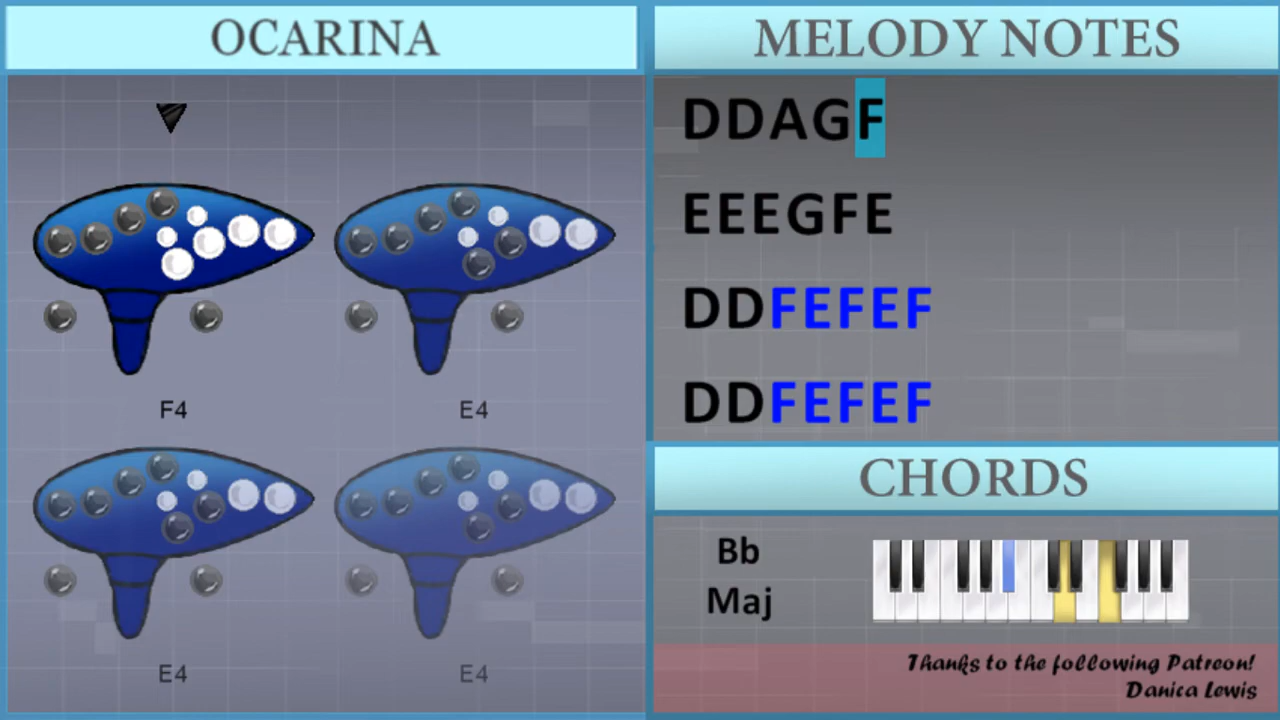 OCARINA
F4
E4
E4
E4
MELODY NOTES
DDAGF
EEEGFE
DDFEFEF
DDFEFEF
CHORDS
Bb
Maj
Thanks to the following Patreon!
Danica Lewis